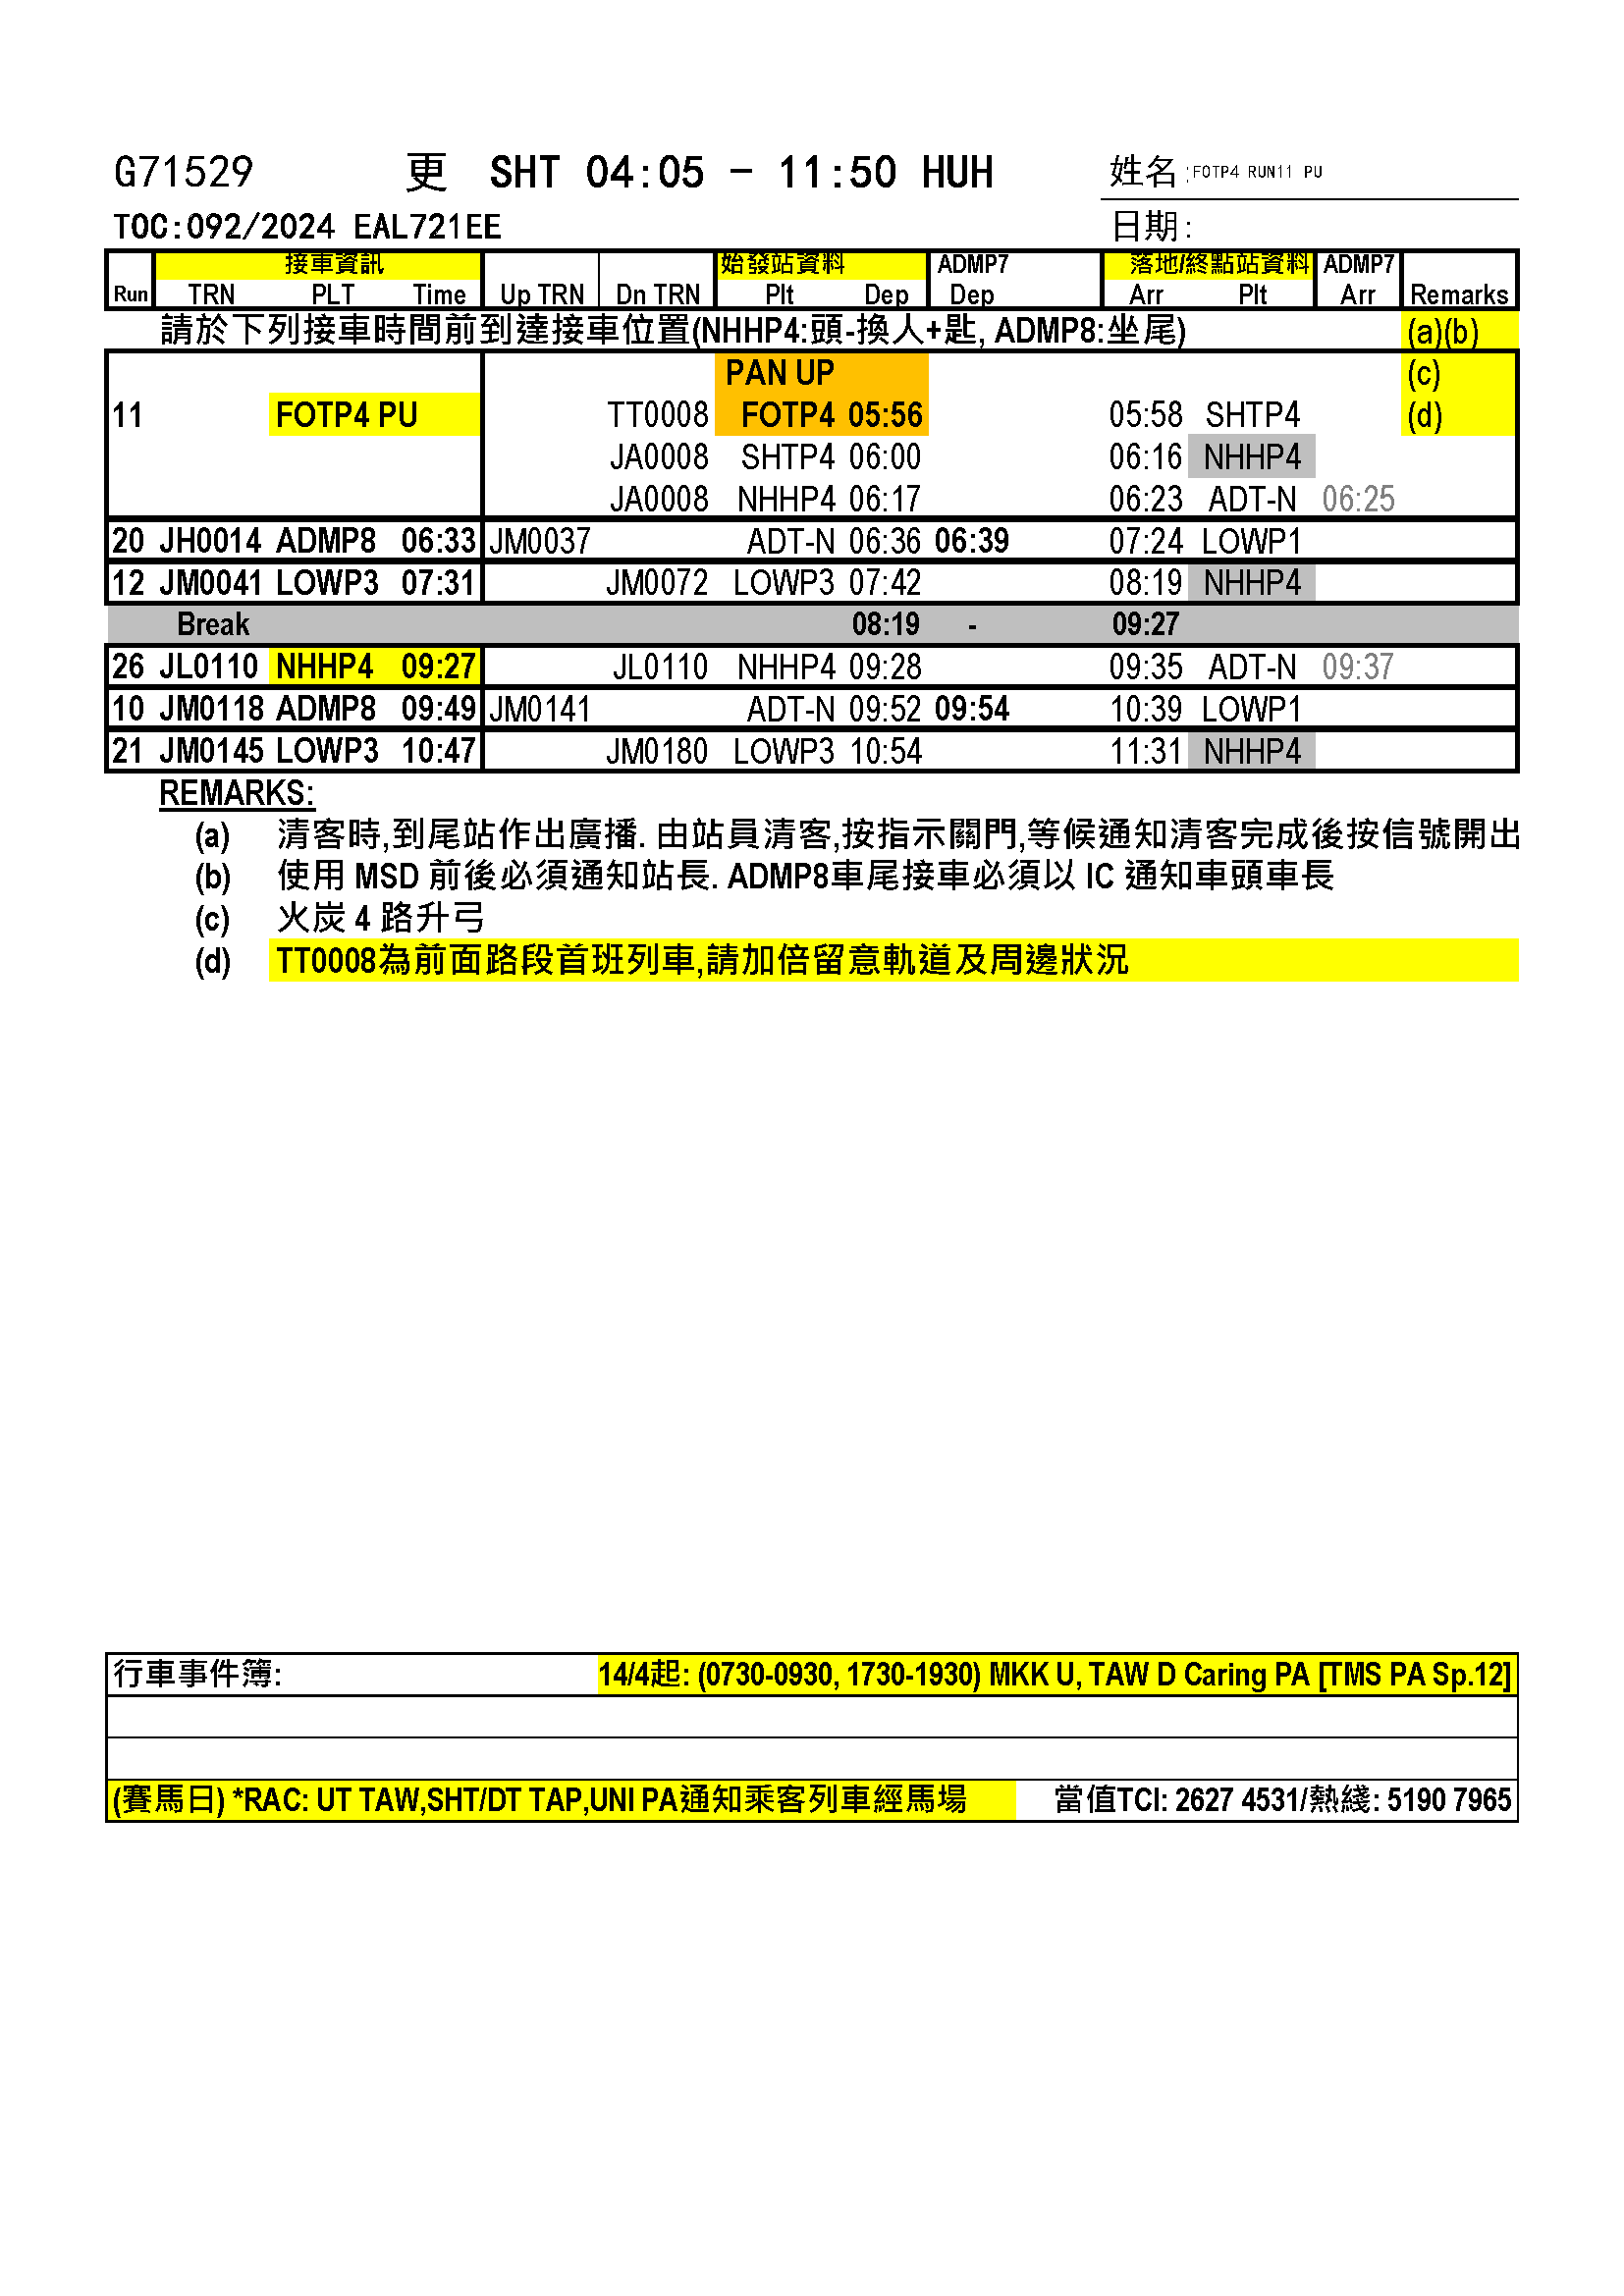 G71529 更 SHT 04:05 - 11:50 HUH 姓名:FOTP4 RUN11 PU
TOC:092/2024 EAL721EE 日期:
接車資訊 始發站資料 ADMP7 落地/終點站資料 ADMP7
Run TRN PLT Time Up TRN Dn TRN Plt Dep Dep Arr Plt Arr Remarks
請於下列接車時間前到達接車位置(NHHP4:頭-換人+匙, ADMP8:坐尾) (a)(b)
PAN UP (c)
11 FOTP4 PU TT0008 FOTP4 05:56 05:58 SHTP4 (d)
JA0008 SHTP4 06:00 06:16 NHHP4
JA0008 NHHP4 06:17 06:23 ADT-N 06:25
20 JH0014 ADMP8 06:33 JM0037 ADT-N 06:36 06:39 07:24 LOWP1
12 JM0041 LOWP3 07:31 JM0072 LOWP3 07:42 08:19 NHHP4
Break 08:19 - 09:27
26 JL0110 NHHP4 09:27 JL0110 NHHP4 09:28 09:35 ADT-N 09:37
10 JM0118 ADMP8 09:49 JM0141 ADT-N 09:52 09:54 10:39 LOWP1
21 JM0145 LOWP3 10:47 JM0180 LOWP3 10:54 11:31 NHHP4
REMARKS:
(a) 清客時,到尾站作出廣播. 由站員清客,按指示關門,等候通知清客完成後按信號開出
(b) 使用 MSD 前後必須通知站長. ADMP8車尾接車必須以 IC 通知車頭車長
(c) 火炭 4 路升弓
(d) TT0008為前面路段首班列車,請加倍留意軌道及周邊狀況
行車事件簿: 14/4起: (0730-0930, 1730-1930) MKK U, TAW D Caring PA [TMS PA Sp.12]
(賽馬日) *RAC: UT TAW,SHT/DT TAP,UNI PA通知乘客列車經馬場 當值TCI: 2627 4531/熱綫: 5190 7965